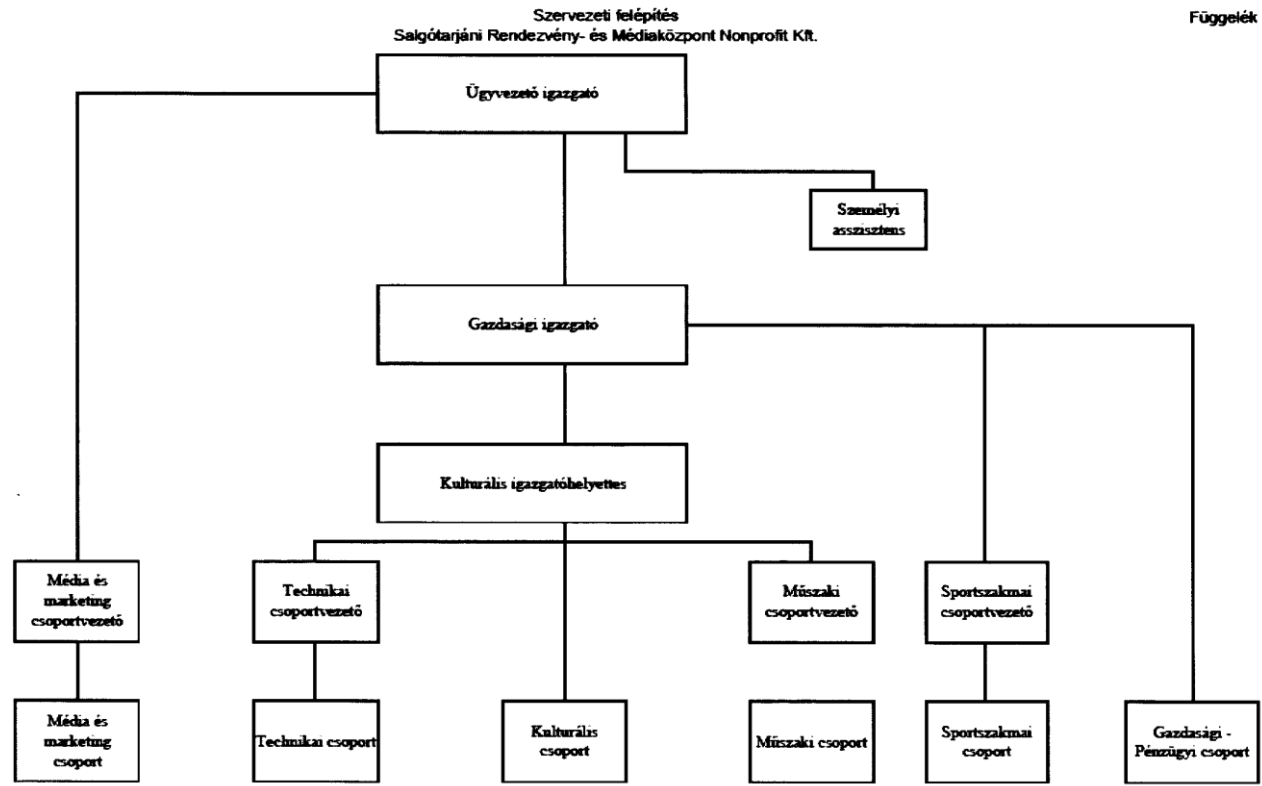 Szervezeti felépítés
Salgótarjáni Rendezvény- és Médiaközpont Nonprofit Kft.
Függelék
Ügyvezető igazgató
Személyi
asszisztens
Gazdasági igazgató
Kulturális igazgatóhelyettes
Média és
marketing
csoportvezető
Technikai
csoportvezető
Műszaki
csoportvezető
Sportszakmai
csoportvezető
Média és
marketing
csoport
Technikai csoport
Kulturális
csoport
Műszaki csoport
Sportszakmai
csoport
Gazdasági -
Pénzügyi csoport